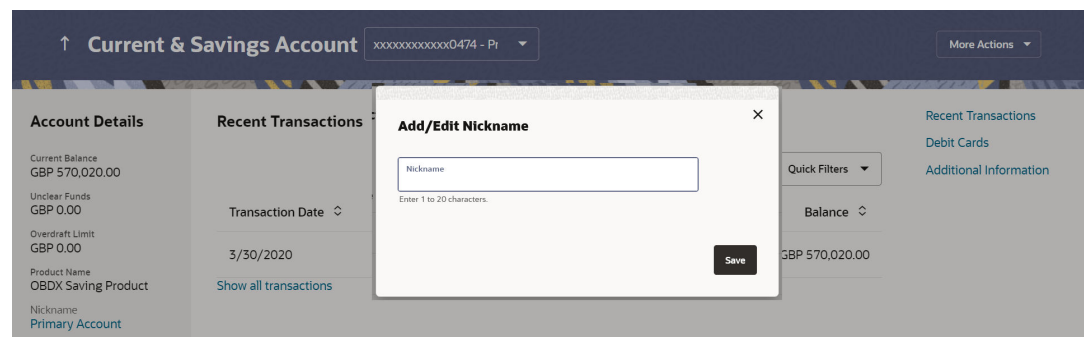 ↑ Current & Savings Account xxxxxxxxxxxx0474 - Pr
More Actions
Account Details
Current Balance
GBP 570,020.00
Unclear Funds
GBP 0.00
Overdraft Limit
GBP 0.00
Product Name
OBDX Saving Product
Nickname
Primary Account
Recent Transactions
Quick Filters
Transaction Date
Balance
3/30/2020
GBP 570,020.00
Show all transactions
Add/Edit Nickname
Nickname
Enter 1 to 20 characters.
Save
Recent Transactions
Debit Cards
Additional Information